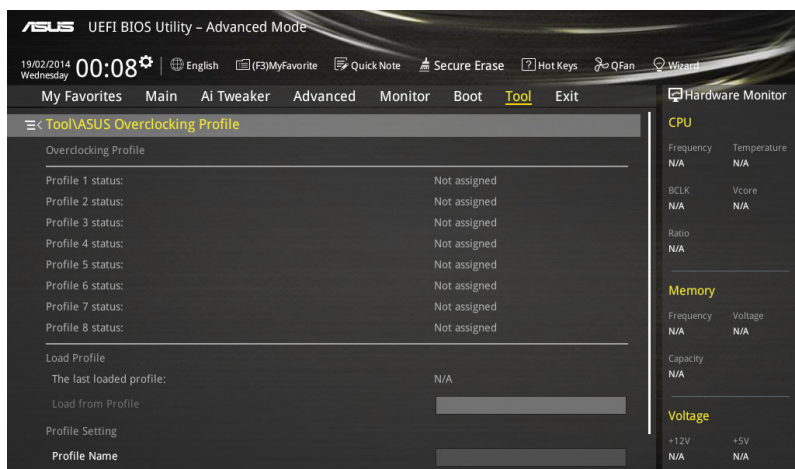 ASUS UEFI BIOS Utility – Advanced Mode
19/02/2014 Wednesday 00:08 English (F3)MyFavorite Quick Note Secure Erase ? Hot Keys QFan Wizard
My Favorites Main Ai Tweaker Advanced Monitor Boot Tool Exit
Tool\ASUS Overclocking Profile
Overclocking Profile
Profile 1 status: Not assigned
Profile 2 status: Not assigned
Profile 3 status: Not assigned
Profile 4 status: Not assigned
Profile 5 status: Not assigned
Profile 6 status: Not assigned
Profile 7 status: Not assigned
Profile 8 status: Not assigned
Load Profile
The last loaded profile: N/A
Load from Profile
Profile Setting
Profile Name
Hardware Monitor
CPU
Frequency Temperature
N/A N/A
BCLK Vcore
N/A N/A
Ratio
N/A
Memory
Frequency Voltage
N/A N/A
Capacity
N/A
Voltage
+12V +5V
N/A N/A